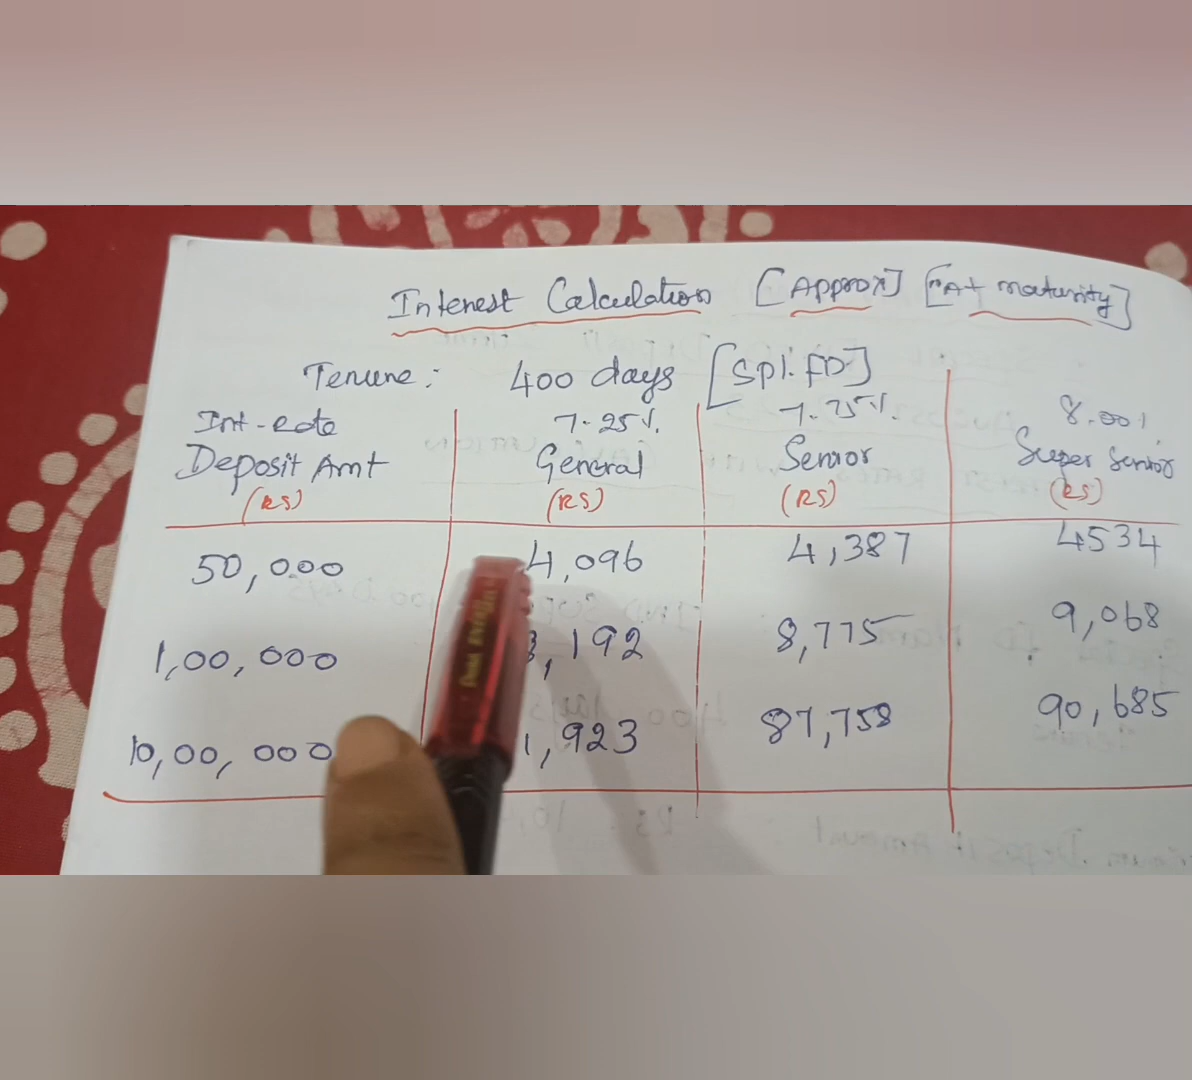 Interest Calculation [Approx] ["At maturity]
Tenure: 400 days [Spl. FD]
Int-Rate 7.25% 7.75% 8.00%
Deposit Amt General Senior Super Senior
(RS) (RS) (RS) (RS)
50,000 4,096 4,387 4534
1,00,000 8,192 8,775 9,068
10,00,000 1,923 87,758 90,685